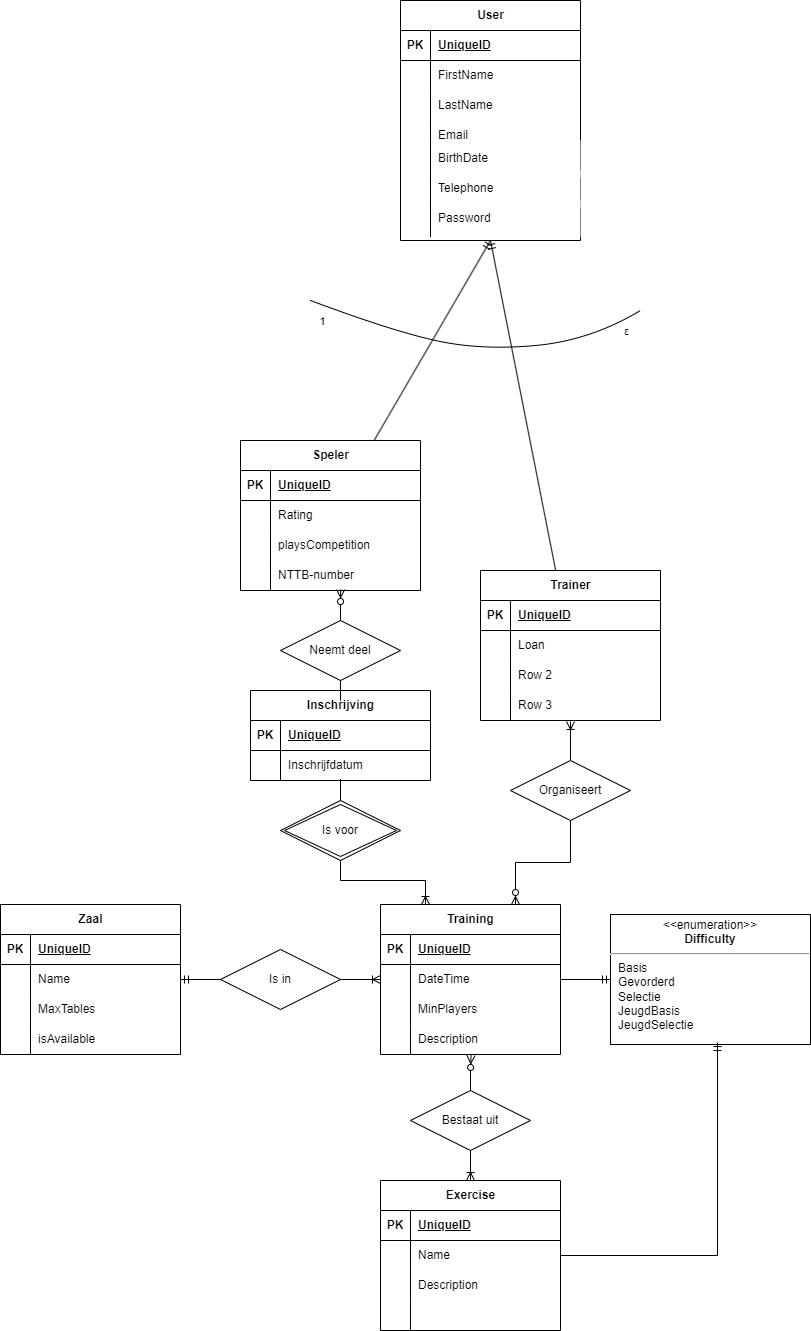 User
PK UniqueID
FirstName
LastName
Email
BirthDate
Telephone
Password
1
ε
Speler
PK UniqueID
Rating
playsCompetition
NTTB-number
Trainer
PK UniqueID
Loan
Row 2
Row 3
Neemt deel
Inschrijving
PK UniqueID
Inschrijfdatum
Organiseert
Is voor
Zaal
PK UniqueID
Name
MaxTables
isAvailable
Is in
Training
PK UniqueID
DateTime
MinPlayers
Description
<<enumeration>>
Difficulty
Basis
Gevorderd
Selectie
JeugdBasis
JeugdSelectie
Bestaat uit
Exercise
PK UniqueID
Name
Description